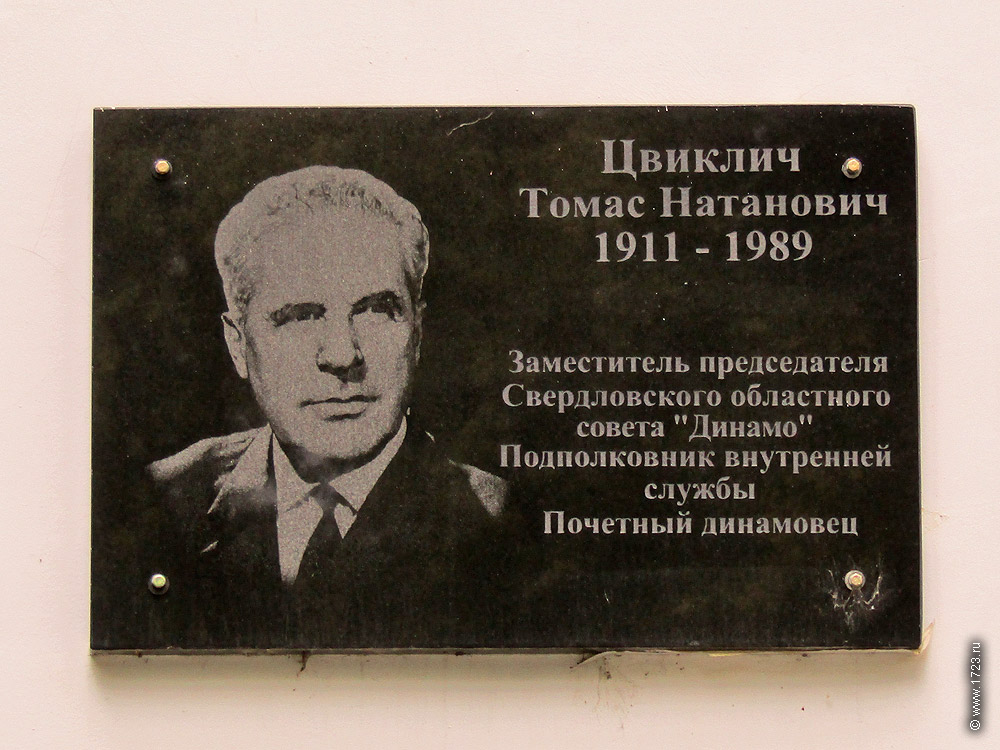 Цвиклич
Томас Натанович
1911 - 1989
Заместитель председателя
Свердловского областного
совета "Динамо"
Подполковник внутренней
службы
Почетный динамовец
© www.1723.ru